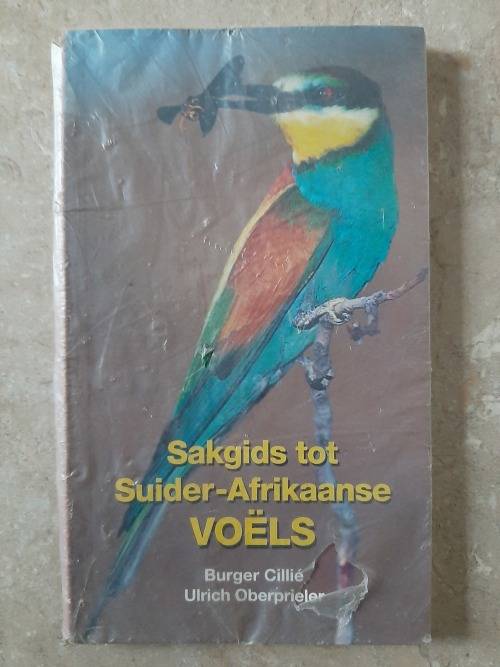 Sakgids tot
Suider-Afrikaanse
VOËLS
Burger Cillié
Ulrich Oberprieler